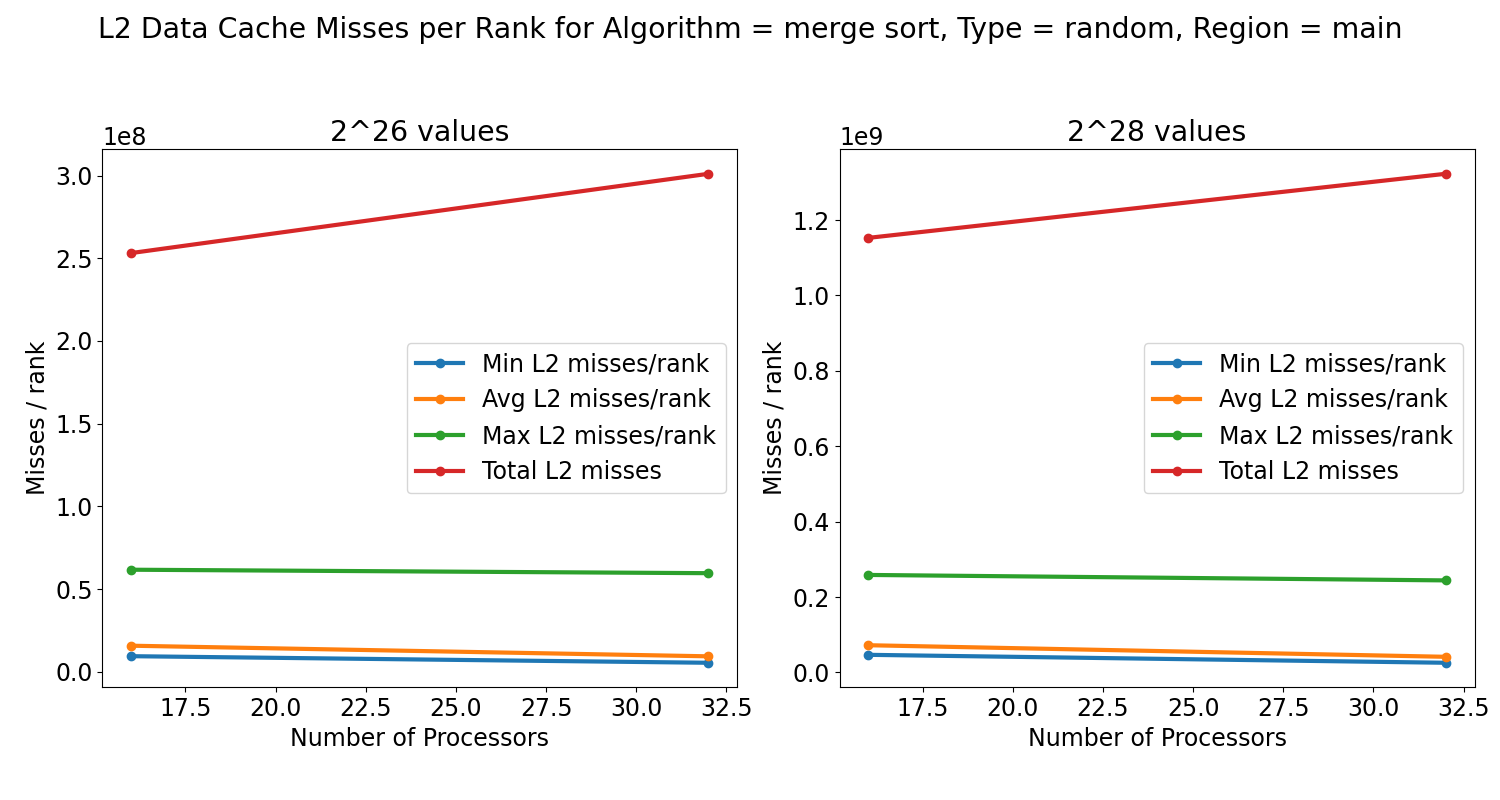 L2 Data Cache Misses per Rank for Algorithm = merge sort, Type = random, Region = main
2^26 values
1e8
3.0
2.5
2.0
1.5
1.0
0.5
0.0
Misses / rank
Min L2 misses/rank
Avg L2 misses/rank
Max L2 misses/rank
Total L2 misses
17.5 20.0 22.5 25.0 27.5 30.0 32.5
Number of Processors
2^28 values
1e9
1.2
1.0
0.8
0.6
0.4
0.2
0.0
Misses / rank
Min L2 misses/rank
Avg L2 misses/rank
Max L2 misses/rank
Total L2 misses
17.5 20.0 22.5 25.0 27.5 30.0 32.5
Number of Processors